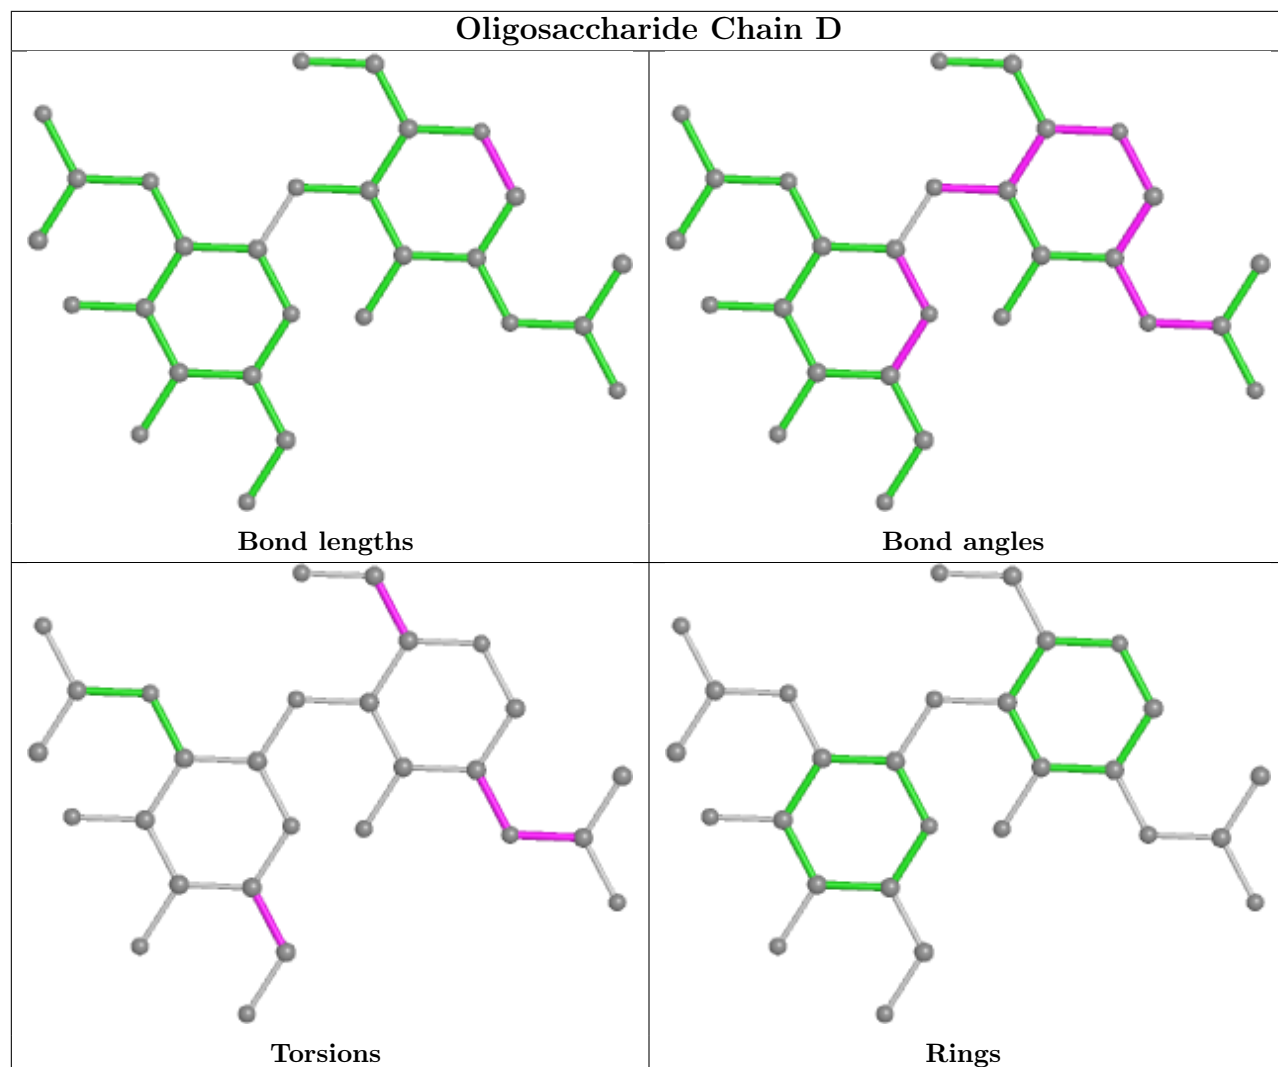 Oligosaccharide Chain D
Bond lengths
Bond angles
Torsions
Rings